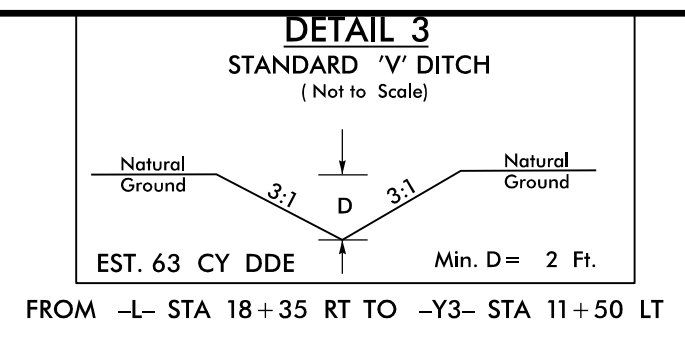 DETAIL 3
STANDARD 'V' DITCH
( Not to Scale)
Natural
Ground
3:1
D
3:1
Natural
Ground
EST. 63 CY DDE
Min. D = 2 Ft.
FROM -L- STA 18+35 RT TO -Y3- STA 11+50 LT